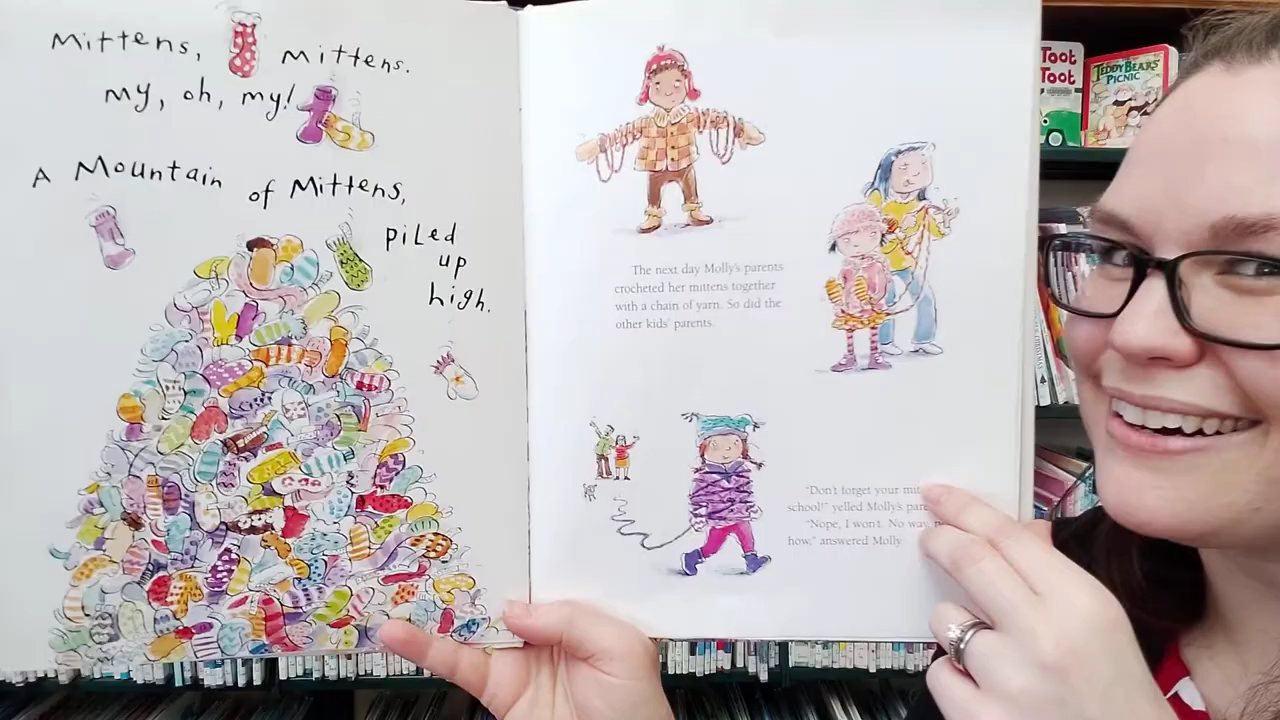 Mittens, Mittens.
My, oh, my!
A Mountain of Mittens,
piled
up
high.
The next day Molly's parents
crocheted her mittens together
with a chain of yarn. So did the
other kids' parents.
"Don't forget your
school!" yelled Molly's
"Nope, I won't. No way,
how," answered Molly
Toot
Toot
TEDDY BEARS'
PICNIC